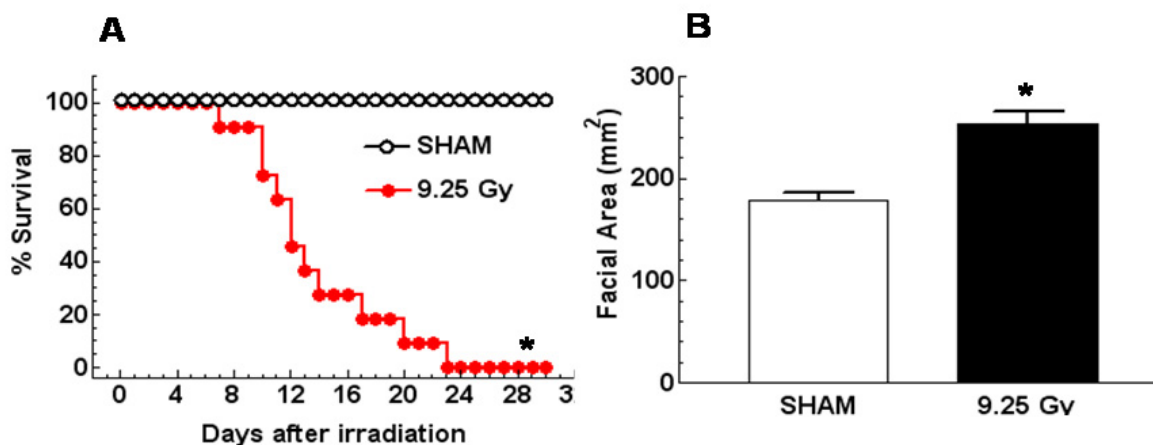 A
% Survival
100
80
60
40
20
0
SHAM
9.25 Gy
*
0 4 8 12 16 20 24 28 3
Days after irradiation
B
Facial Area (mm²)
300
200
100
0
*
SHAM 9.25 Gy